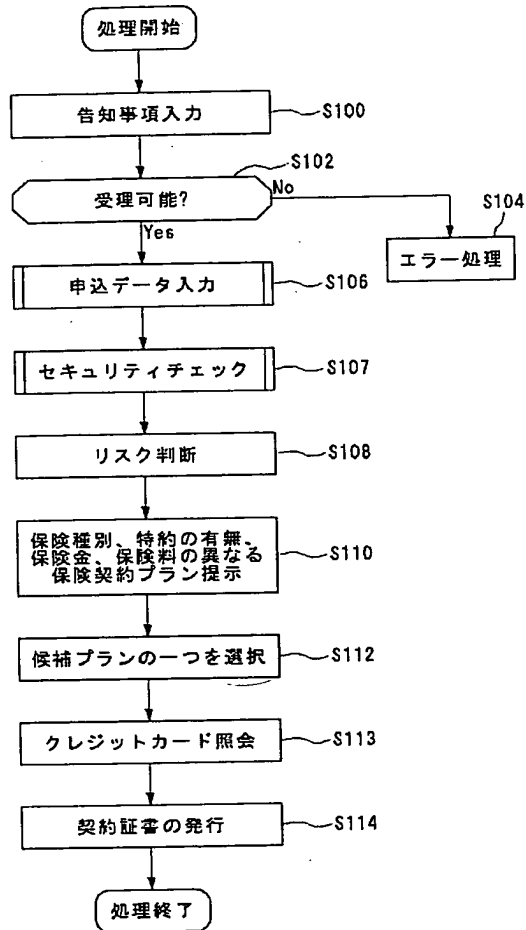 処理開始
告知事項入力
S100
S102
受理可能?
No
S104
Yes
エラー処理
申込データ入力
S106
セキュリティチェック
S107
リスク判断
S108
保険種別、特約の有無、
保険金、保険料の異なる
保険契約プラン提示
S110
候補プランの一つを選択
S112
クレジットカード照会
S113
契約証書の発行
S114
処理終了